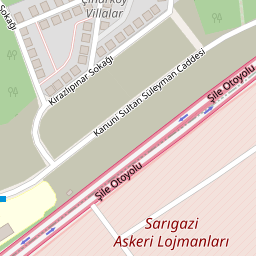 Çınarköy
Villalar
Sokağı
Kirazlıpınar Sokağı
Kanuni Sultan Süleyman Caddesi
Şile Otoyolu
Şile Otoyolu
Sarıgazi
Askeri Lojmanları